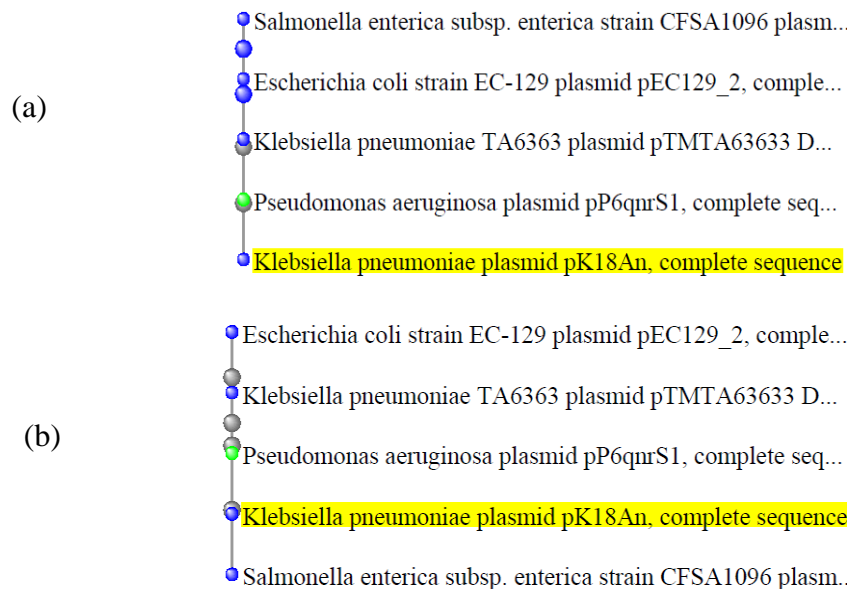 (a)
Salmonella enterica subsp. enterica strain CFSA1096 plasm...
Escherichia coli strain EC-129 plasmid pEC129_2, comple...
Klebsiella pneumoniae TA6363 plasmid pTMTA63633 D...
Pseudomonas aeruginosa plasmid pP6qnrS1, complete seq...
Klebsiella pneumoniae plasmid pK18An, complete sequence
(b)
Escherichia coli strain EC-129 plasmid pEC129_2, comple...
Klebsiella pneumoniae TA6363 plasmid pTMTA63633 D...
Pseudomonas aeruginosa plasmid pP6qnrS1, complete seq...
Klebsiella pneumoniae plasmid pK18An, complete sequence
Salmonella enterica subsp. enterica strain CFSA1096 plasm...